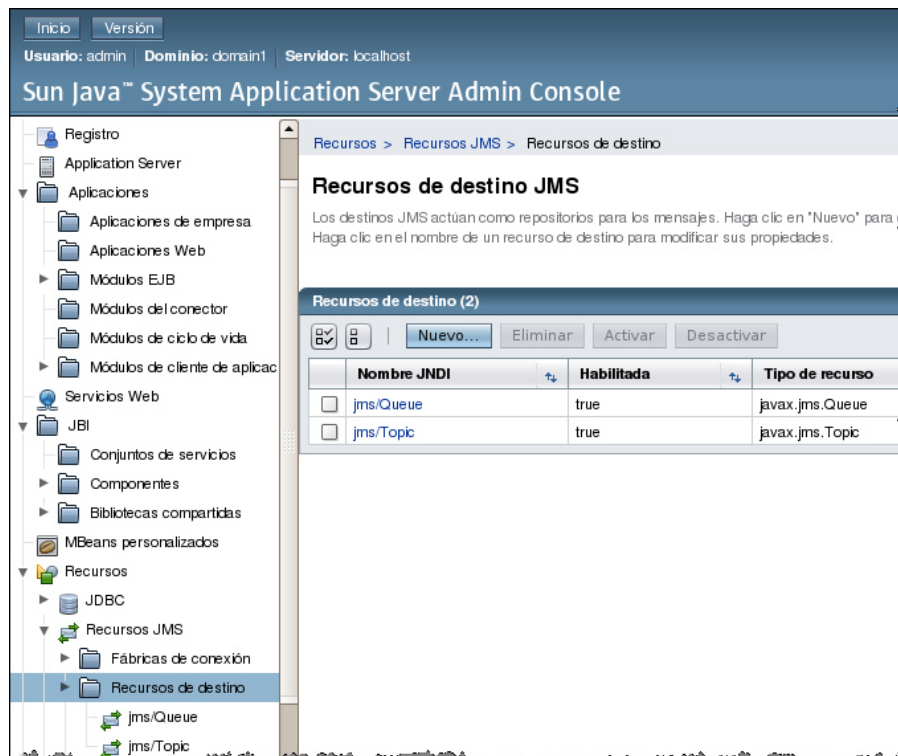 Inicio Versión
Usuario: admin Dominio: domain1 Servidor: localhost
Sun Java™ System Application Server Admin Console
Registro
Application Server
Aplicaciones
Aplicaciones de empresa
Aplicaciones Web
Módulos EJB
Módulos del conector
Módulos de ciclo de vida
Módulos de cliente de aplicac
Servicios Web
JBI
Conjuntos de servicios
Componentes
Bibliotecas compartidas
MBeans personalizados
Recursos
JDBC
Recursos JMS
Fábricas de conexión
Recursos de destino
jms/Queue
jms/Topic
Recursos > Recursos JMS > Recursos de destino
Recursos de destino JMS
Los destinos JMS actúan como repositorios para los mensajes. Haga clic en "Nuevo" para
Haga clic en el nombre de un recurso de destino para modificar sus propiedades.
Recursos de destino (2)
Nuevo... Eliminar Activar Desactivar
Nombre JNDI Habilitada Tipo de recurso
jms/Queue true javax.jms.Queue
jms/Topic true javax.jms.Topic